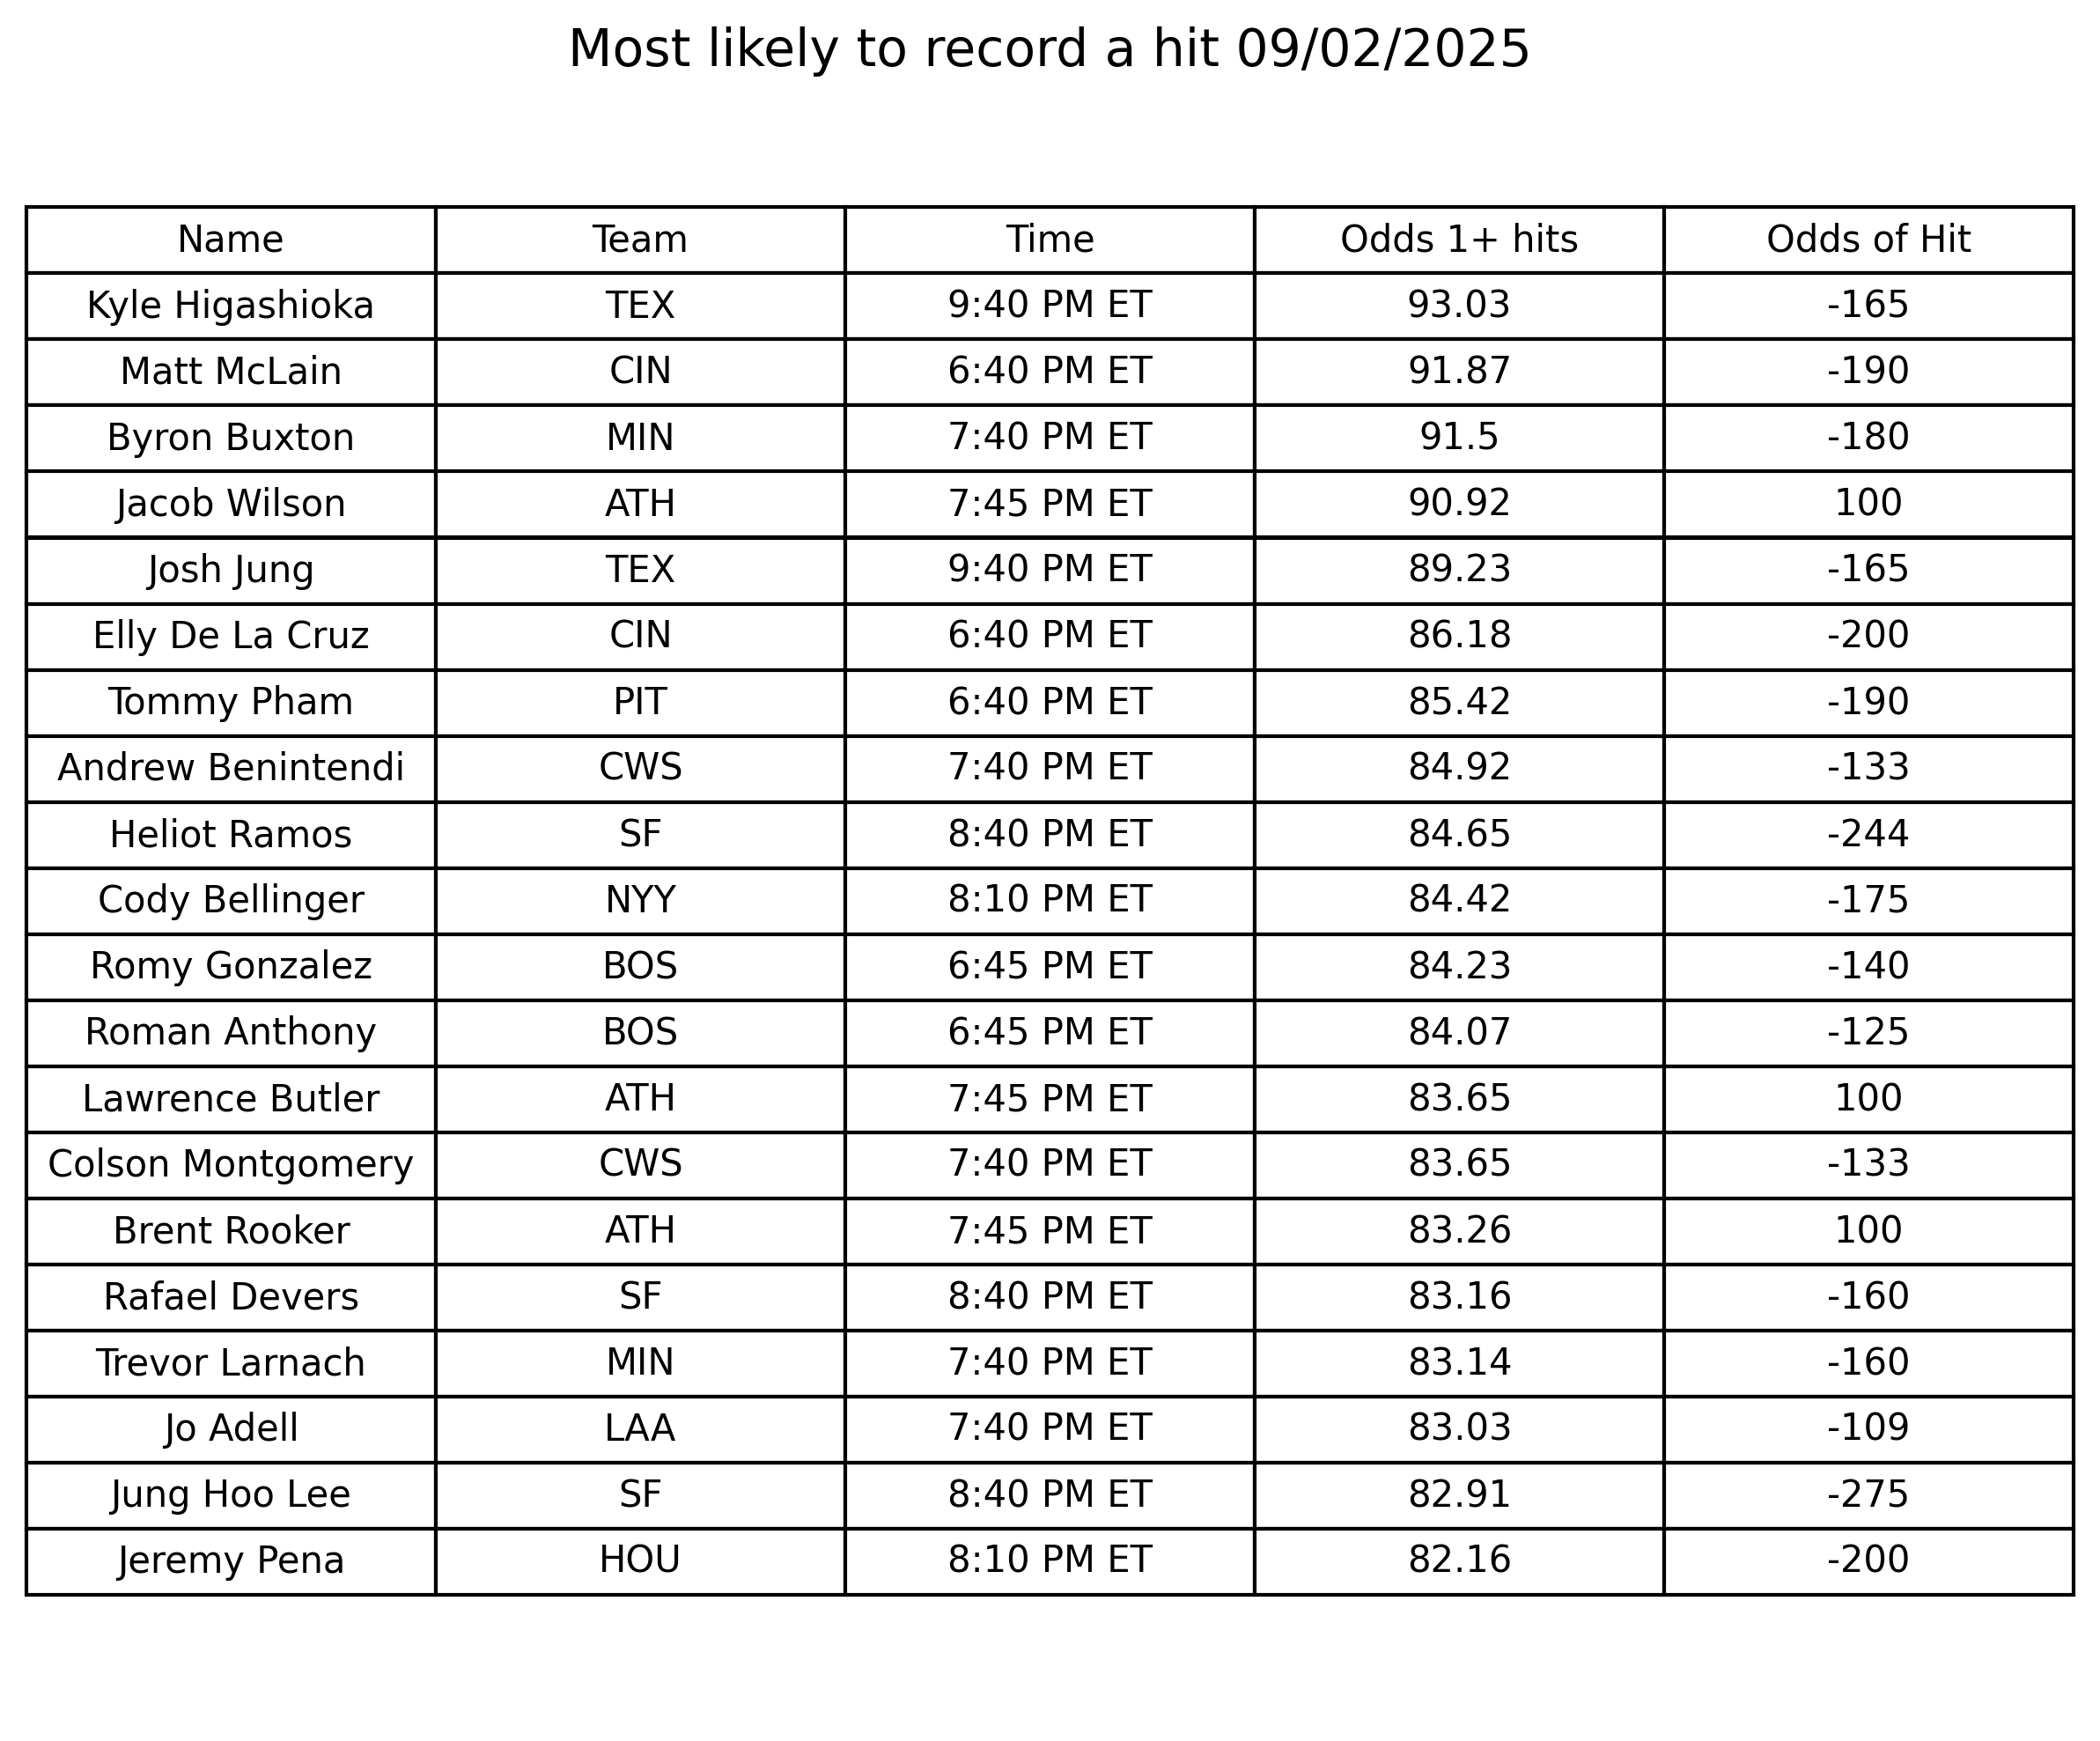 Most likely to record a hit 09/02/2025
Name Team Time Odds 1+ hits Odds of Hit
Kyle Higashioka TEX 9:40 PM ET 93.03 -165
Matt McLain CIN 6:40 PM ET 91.87 -190
Byron Buxton MIN 7:40 PM ET 91.5 -180
Jacob Wilson ATH 7:45 PM ET 90.92 100
Josh Jung TEX 9:40 PM ET 89.23 -165
Elly De La Cruz CIN 6:40 PM ET 86.18 -200
Tommy Pham PIT 6:40 PM ET 85.42 -190
Andrew Benintendi CWS 7:40 PM ET 84.92 -133
Heliot Ramos SF 8:40 PM ET 84.65 -244
Cody Bellinger NYY 8:10 PM ET 84.42 -175
Romy Gonzalez BOS 6:45 PM ET 84.23 -140
Roman Anthony BOS 6:45 PM ET 84.07 -125
Lawrence Butler ATH 7:45 PM ET 83.65 100
Colson Montgomery CWS 7:40 PM ET 83.65 -133
Brent Rooker ATH 7:45 PM ET 83.26 100
Rafael Devers SF 8:40 PM ET 83.16 -160
Trevor Larnach MIN 7:40 PM ET 83.14 -160
Jo Adell LAA 7:40 PM ET 83.03 -109
Jung Hoo Lee SF 8:40 PM ET 82.91 -275
Jeremy Pena HOU 8:10 PM ET 82.16 -200